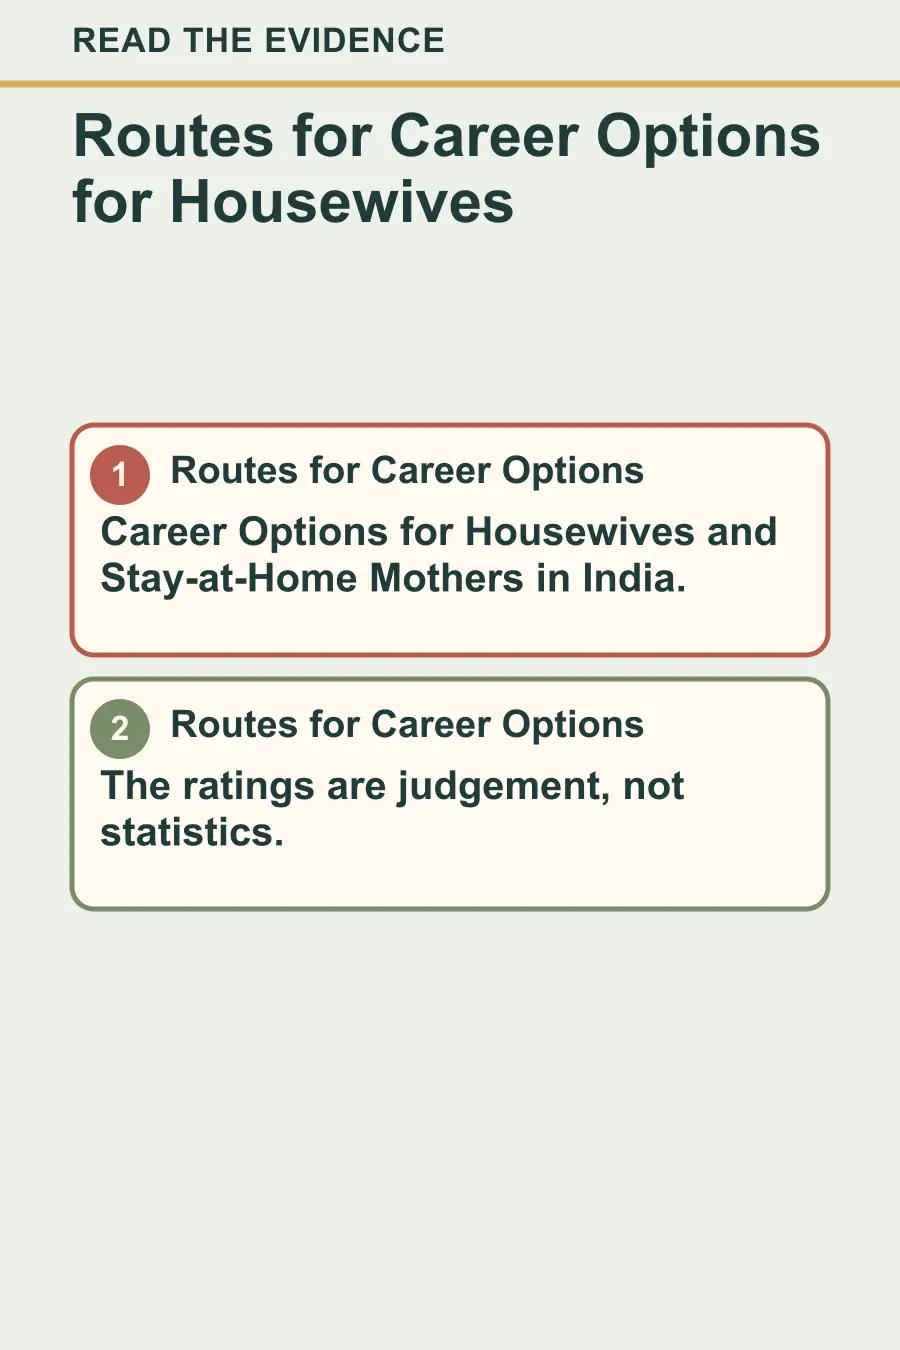 READ THE EVIDENCE
Routes for Career Options
for Housewives
1 Routes for Career Options
Career Options for Housewives and
Stay-at-Home Mothers in India.
2 Routes for Career Options
The ratings are judgement, not
statistics.